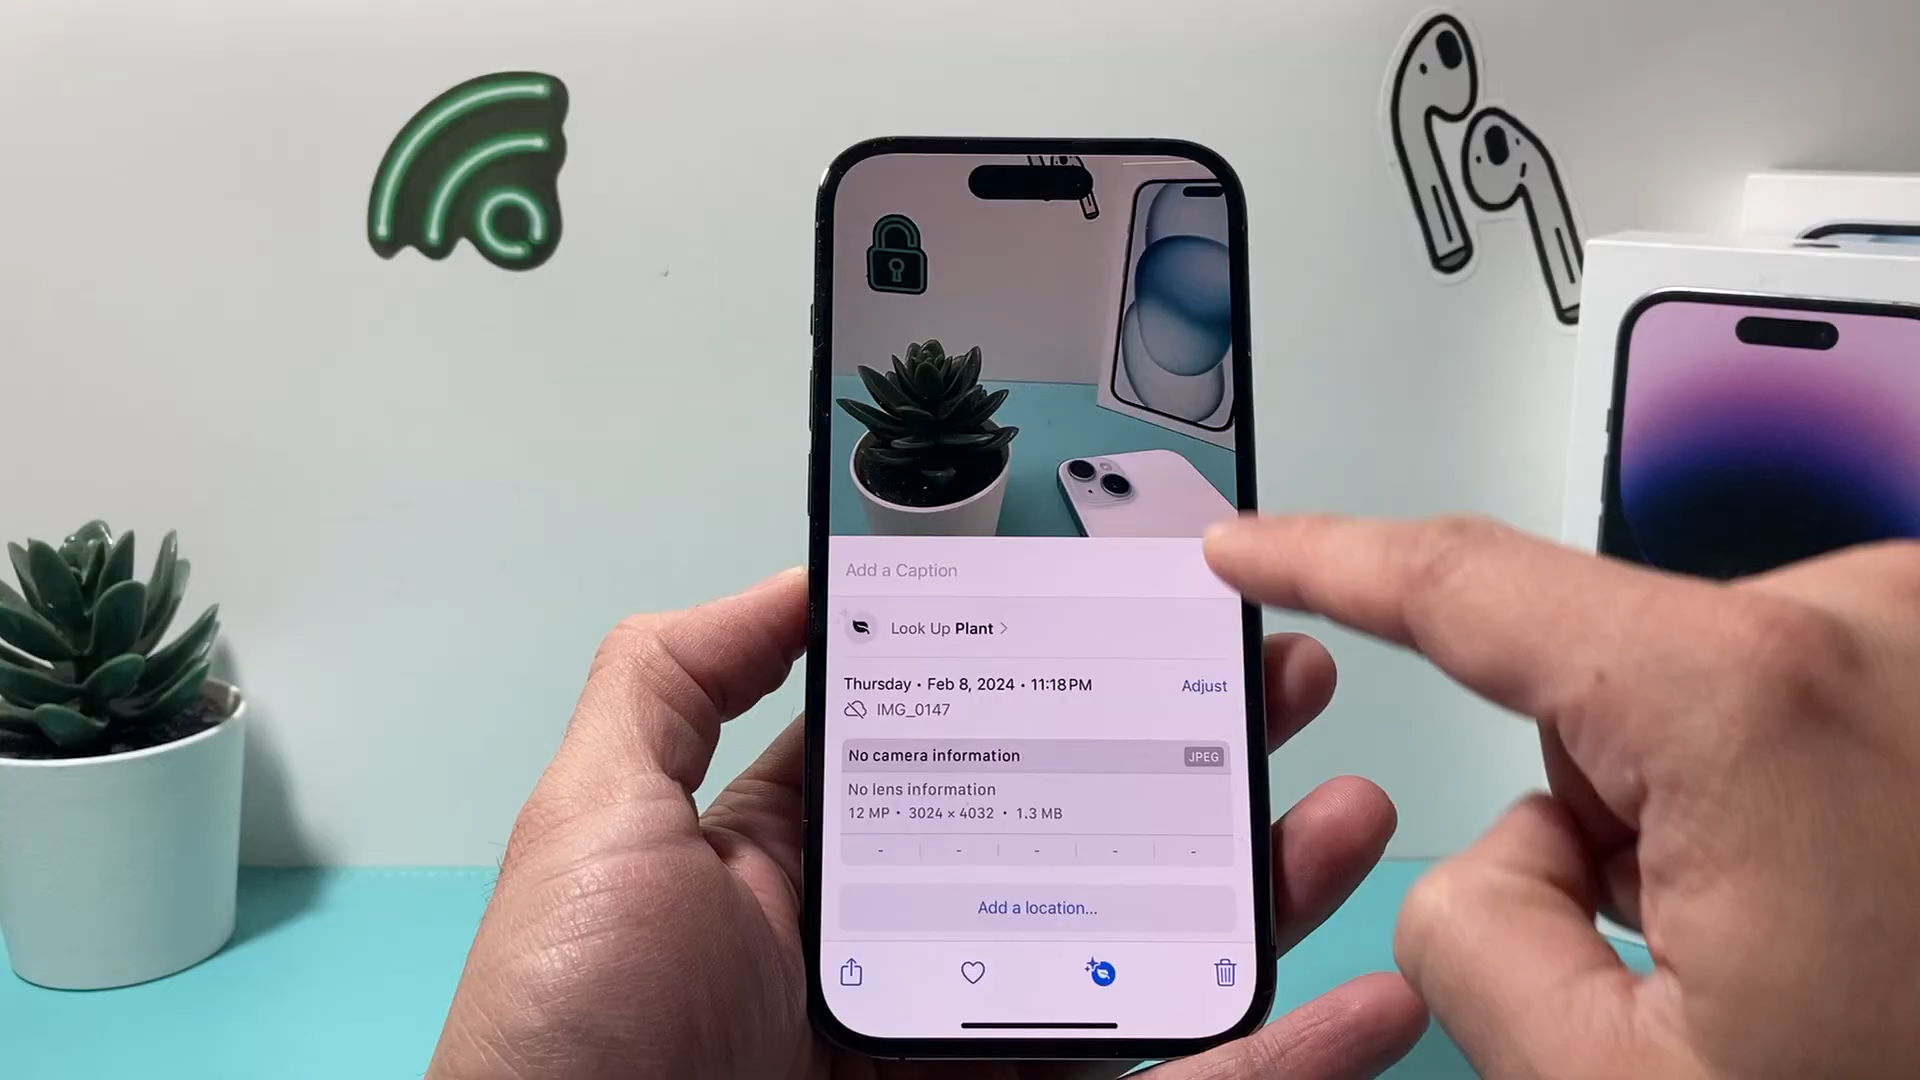 Add a Caption
Look Up Plant
Thursday • Feb 8, 2024 • 11:18 PM
Adjust
IMG_0147
No camera information
JPEG
No lens information
12 MP • 3024 × 4032 • 1.3 MB
- - - - -
Add a location...